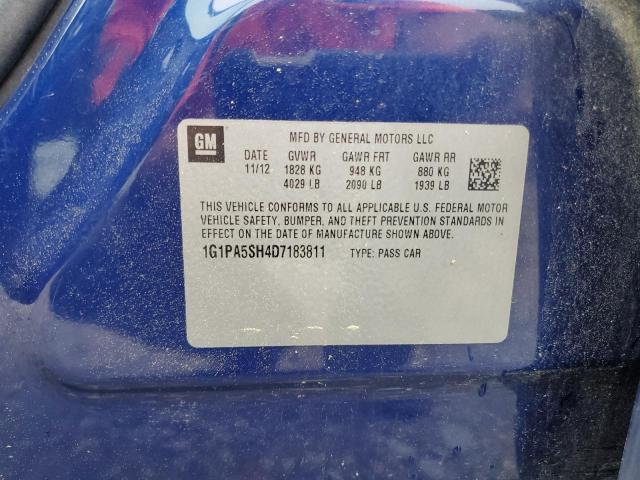 GM MFD BY GENERAL MOTORS LLC
DATE GVWR GAWR FRT GAWR RR
11/12 1828 KG 948 KG 880 KG
4029 LB 2090 LB 1939 LB
THIS VEHICLE CONFORMS TO ALL APPLICABLE U.S. FEDERAL MOTOR
VEHICLE SAFETY, BUMPER, AND THEFT PREVENTION STANDARDS IN
EFFECT ON THE DATE OF MANUFACTURE SHOWN ABOVE.
1G1PA5SH4D7183811 TYPE: PASS CAR